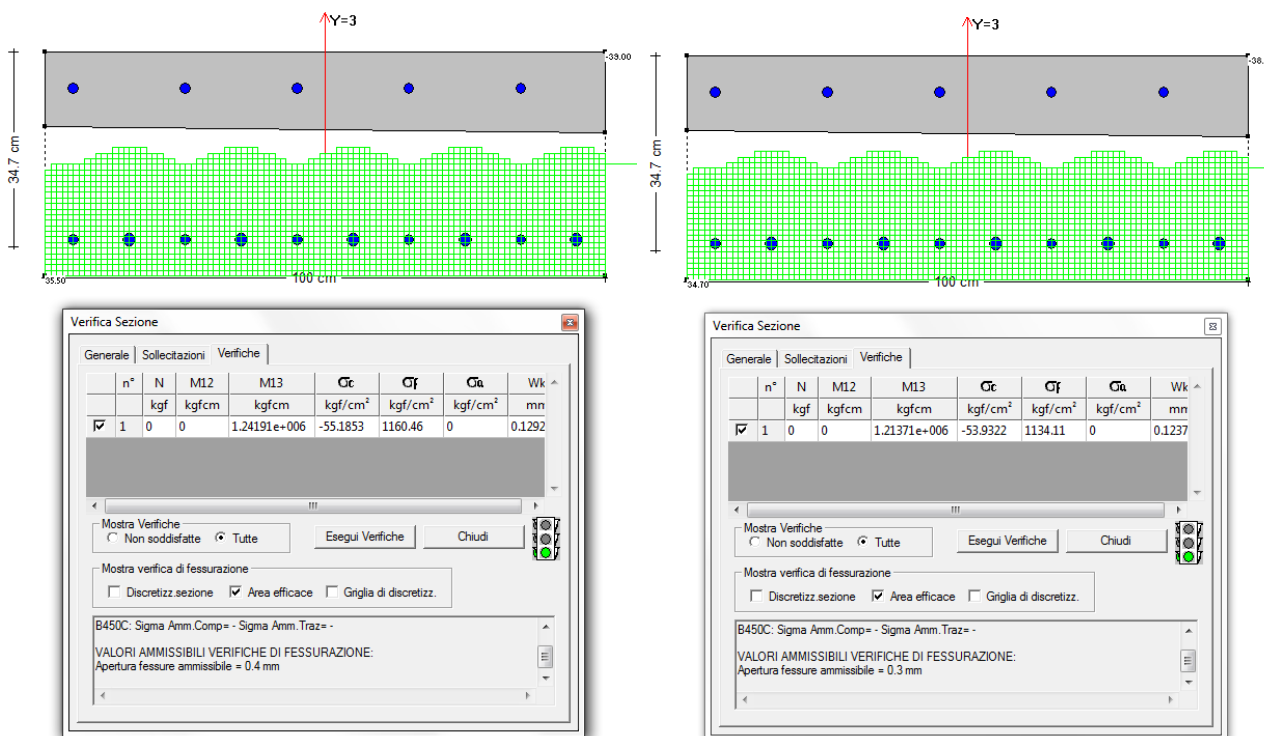 Y=3
-39.00
34.7 cm
100 cm
35.50
Verifica Sezione
Generale Sollecitazioni Verifiche
n° N M12 M13 σc σf σa Wk
kgf kgfcm kgfcm kgf/cm² kgf/cm² kgf/cm² mm
1 0 0 1.24191e+006 -55.1853 1160.46 0 0.1292
Mostra Verifiche
Non soddisfatte Tutte
Esegui Verifiche
Chiudi
Mostra verifica di fessurazione
Discretizz.sezione Area efficace Griglia di discretizz.
B450C: Sigma Amm.Comp= - Sigma Amm.Traz= -
VALORI AMMISSIBILI VERIFICHE DI FESSURAZIONE:
Apertura fessure ammissibile = 0.4 mm
Y=3
-38.
34.7 cm
100 cm
34.70
Verifica Sezione
Generale Sollecitazioni Verifiche
n° N M12 M13 σc σf σa Wk
kgf kgfcm kgfcm kgf/cm² kgf/cm² kgf/cm² mm
1 0 0 1.21371e+006 -53.9322 1134.11 0 0.1237
Mostra Verifiche
Non soddisfatte Tutte
Esegui Verifiche
Chiudi
Mostra verifica di fessurazione
Discretizz.sezione Area efficace Griglia di discretizz.
B450C: Sigma Amm.Comp= - Sigma Amm.Traz= -
VALORI AMMISSIBILI VERIFICHE DI FESSURAZIONE:
Apertura fessure ammissibile = 0.3 mm